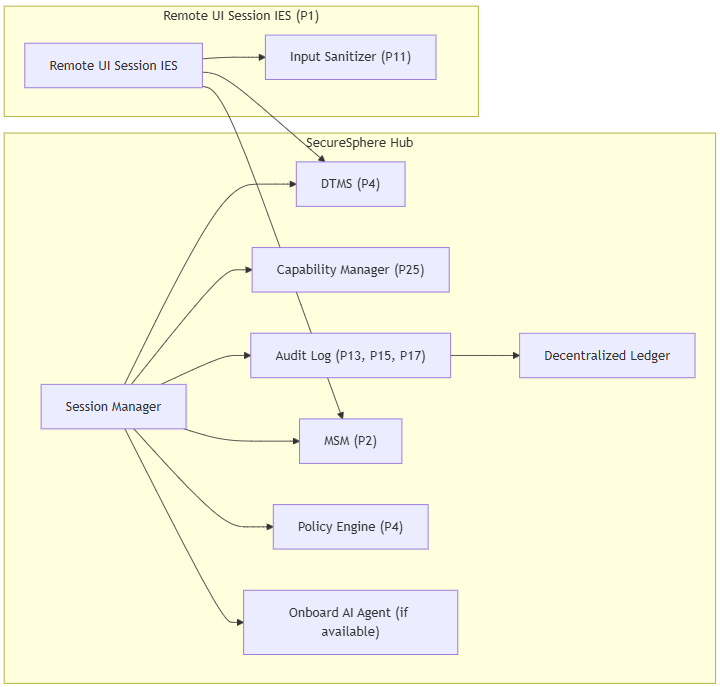 Remote UI Session IES (P1)
Remote UI Session IES
Input Sanitizer (P11)
SecureSphere Hub
DTMS (P4)
Capability Manager (P25)
Audit Log (P13, P15, P17)
Decentralized Ledger
Session Manager
MSM (P2)
Policy Engine (P4)
Onboard AI Agent (if
available)